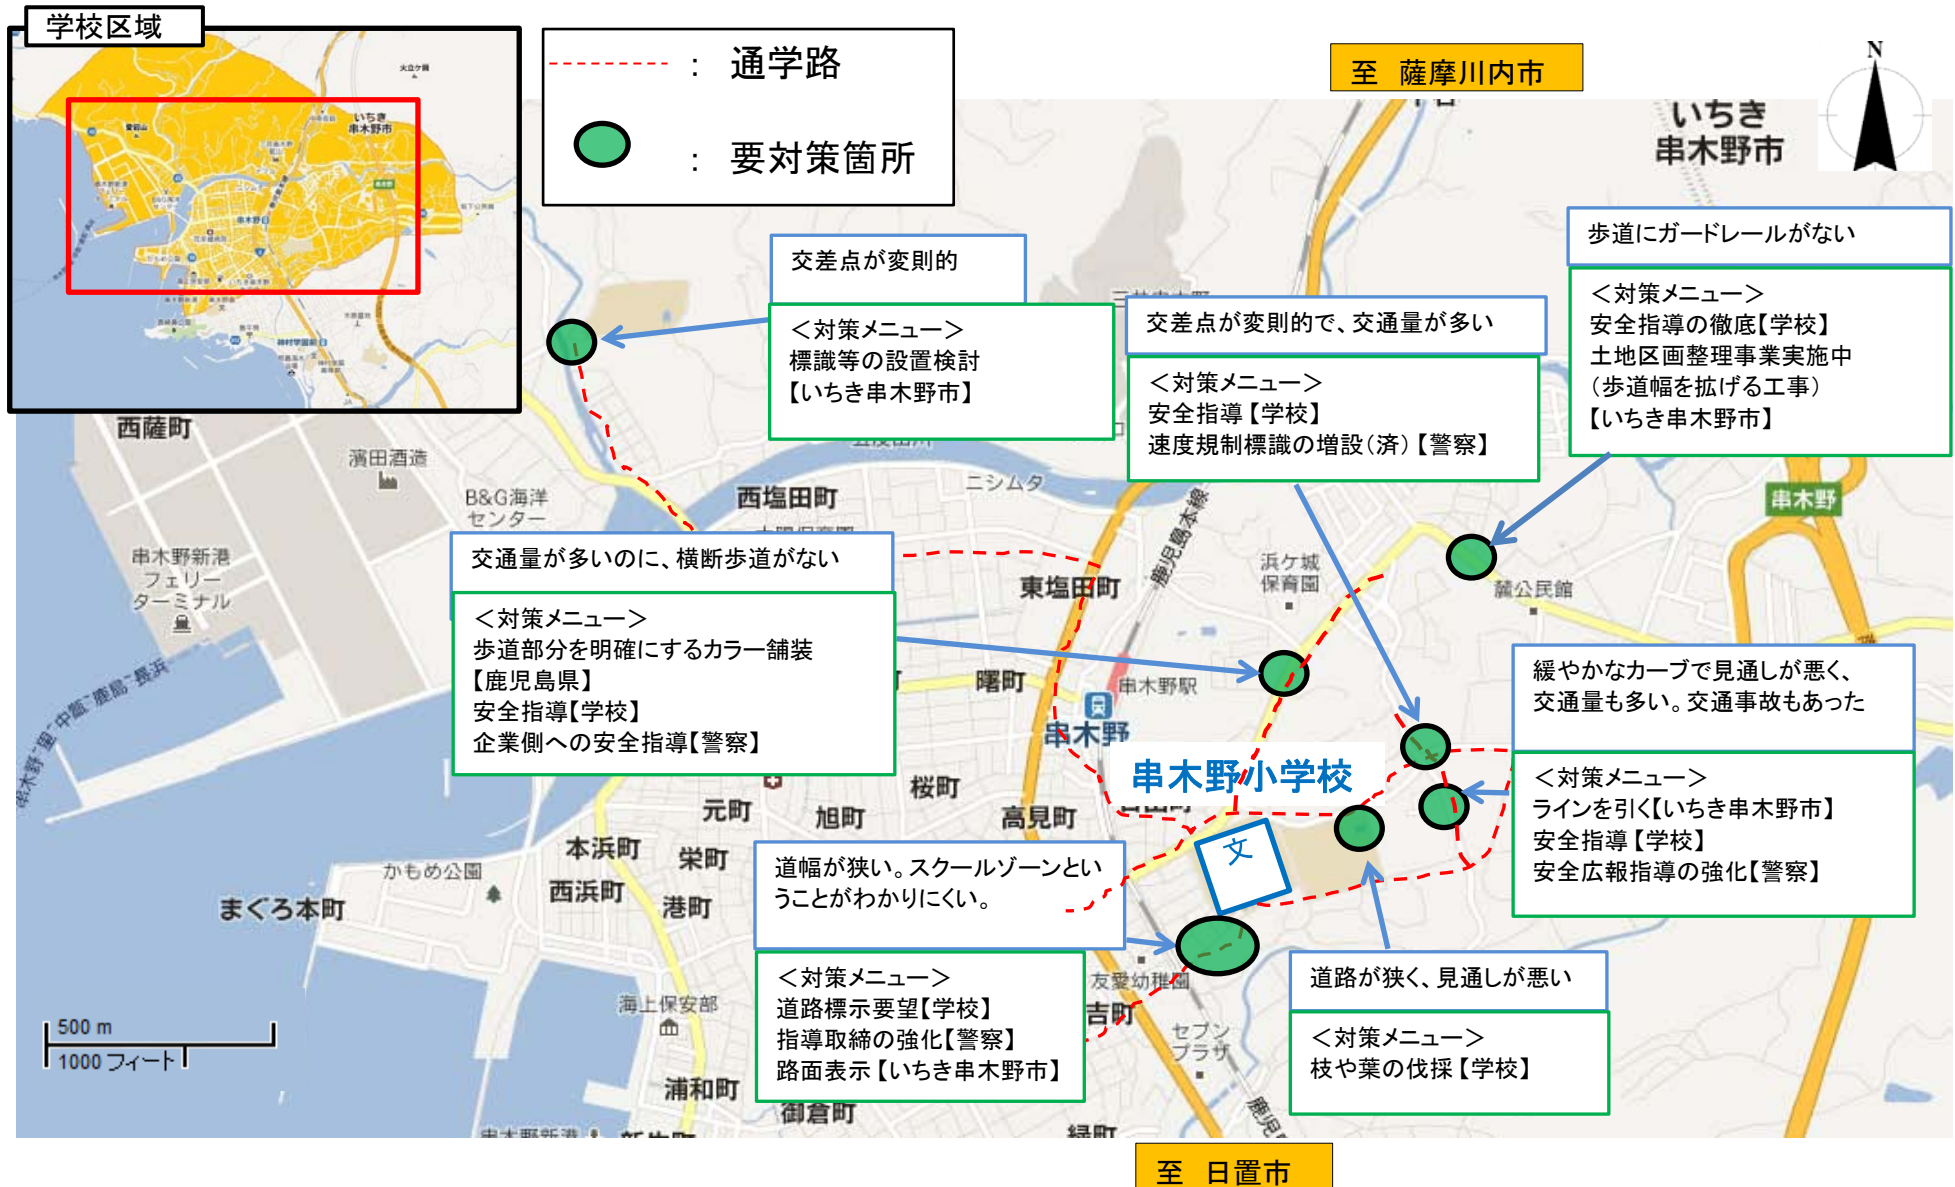 学校区域
いちき
串木野市
: 通学路
: 要対策箇所
至 薩摩川内市
N
いちき
串木野市
交差点が変則的
<対策メニュー>
標識等の設置検討
【いちき串木野市】
交差点が変則的で、交通量が多い
<対策メニュー>
安全指導【学校】
速度規制標識の増設(済)【警察】
歩道にガードレールがない
<対策メニュー>
安全指導の徹底【学校】
土地区画整理事業実施中
(歩道幅を拡げる工事)
【いちき串木野市】
西薩町
濵田酒造
B&G海洋
センター
西塩田町
ニシムタ
鹿児島本線
串木野
串木野新港
フェリー
ターミナル
東塩田町
浜ケ城
保育園
麓公民館
交通量が多いのに、横断歩道がない
<対策メニュー>
歩道部分を明確にするカラー舗装
【鹿児島県】
安全指導【学校】
企業側への安全指導【警察】
曙町
串木野駅
串木野
緩やかなカーブで見通しが悪く、
交通量も多い。交通事故もあった
<対策メニュー>
ラインを引く【いちき串木野市】
安全指導【学校】
安全広報指導の強化【警察】
串木野小学校
文
桜町
元町
旭町
高見町
本浜町
栄町
かもめ公園
西浜町
港町
まぐろ本町
道幅が狭い。スクールゾーンとい
うことがわかりにくい。
<対策メニュー>
道路標示要望【学校】
指導取締の強化【警察】
路面表示【いちき串木野市】
友愛幼稚園
吉町
セブン
プラザ
道路が狭く、見通しが悪い
<対策メニュー>
枝や葉の伐採【学校】
海上保安部
500 m
1000 フィート
浦和町
御倉町
緑町
至 日置市